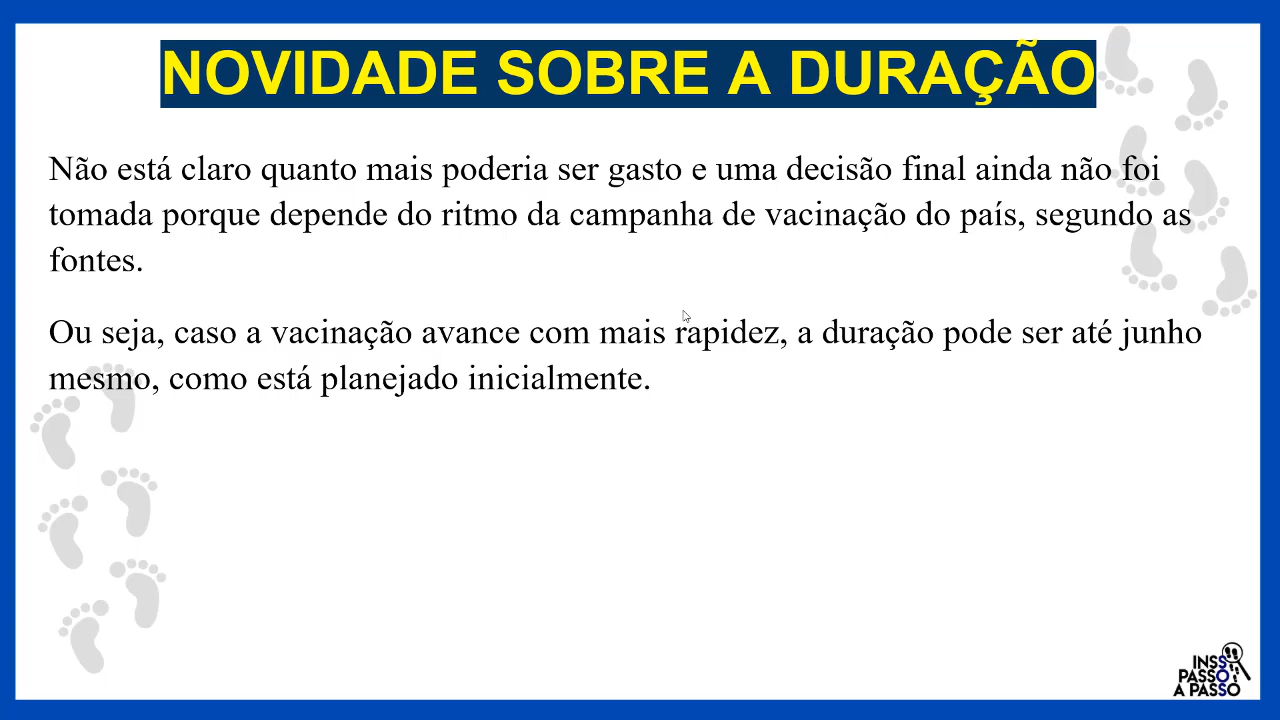 NOVIDADE SOBRE A DURAÇÃO
Não está claro quanto mais poderia ser gasto e uma decisão final ainda não foi
tomada porque depende do ritmo da campanha de vacinação do país, segundo as
fontes.
Ou seja, caso a vacinação avance com mais rapidez, a duração pode ser até junho
mesmo, como está planejado inicialmente.
INSS
PASSO
A PASSO